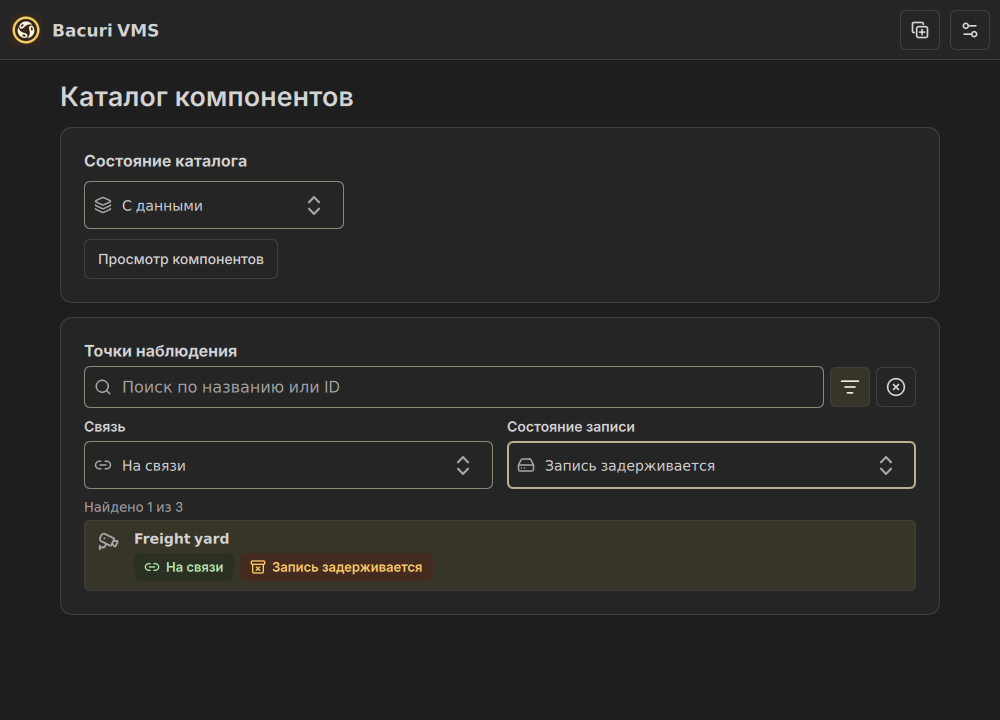 Bacuri VMS
Каталог компонентов
Состояние каталога
С данными
Просмотр компонентов
Точки наблюдения
Поиск по названию или ID
Связь
Состояние записи
На связи
Запись задерживается
Найдено 1 из 3
Freight yard
На связи
Запись задерживается